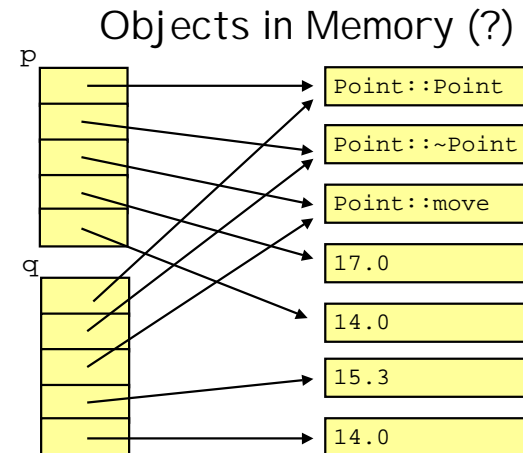 Objects in Memory (?)
p
Point::Point
Point::~Point
Point::move
17.0
q
14.0
15.3
14.0